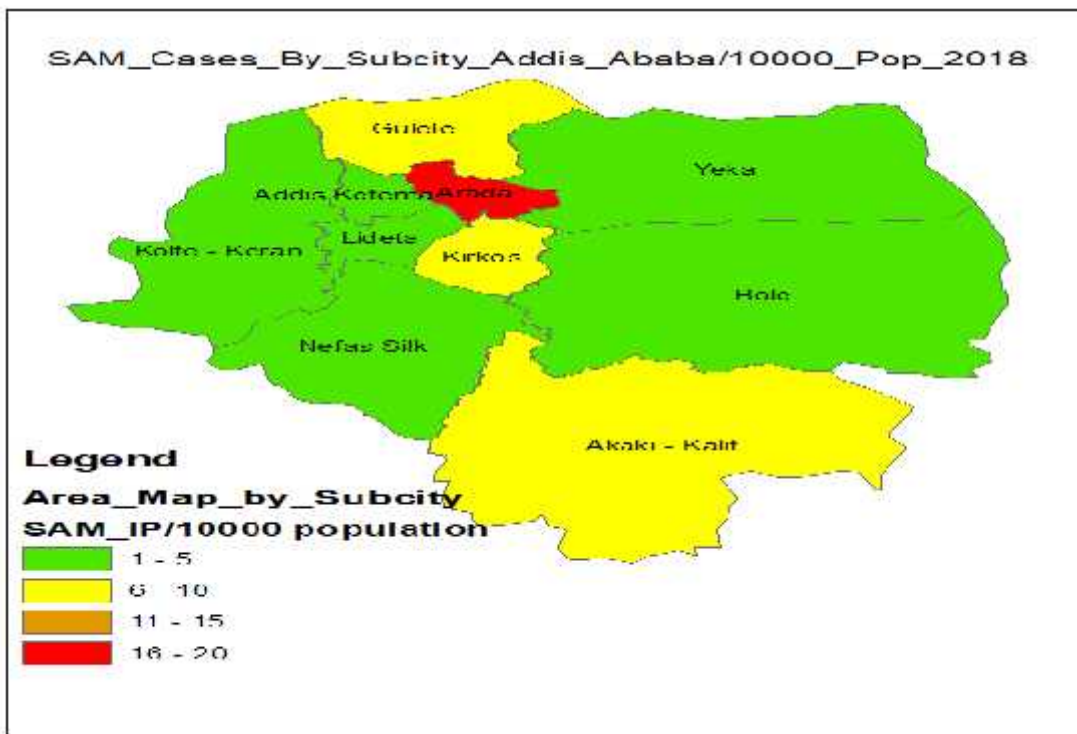 SAM_Cases_By_Subcity_Addis_Ababa/10000_Pop_2018
Gulele
Yeka
Addis Ketema
Arada
Lideta
Kolfe - Keran
Kirkos
Bole
Nefas Silk
Akaki - Kalit
Legend
Area_Map_by_Subcity
SAM_IP/10000 population
1 - 5
6 - 10
11 - 15
16 - 20